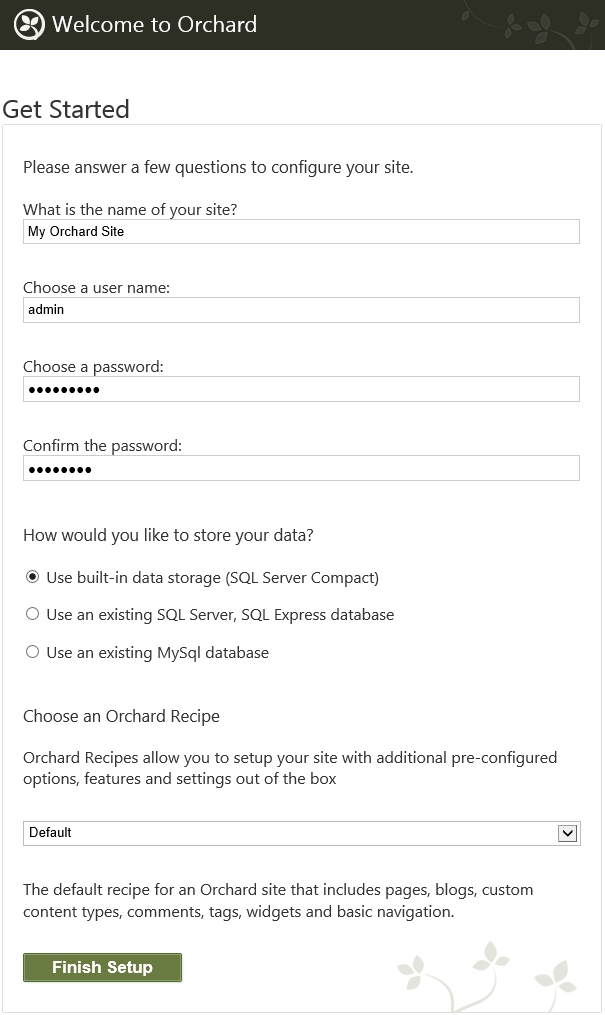 Welcome to Orchard
Get Started
Please answer a few questions to configure your site.
What is the name of your site?
My Orchard Site
Choose a user name:
admin
Choose a password:
●●●●●●●●●
Confirm the password:
●●●●●●●●
How would you like to store your data?
Use built-in data storage (SQL Server Compact)
Use an existing SQL Server, SQL Express database
Use an existing MySql database
Choose an Orchard Recipe
Orchard Recipes allow you to setup your site with additional pre-configured
options, features and settings out of the box
Default
The default recipe for an Orchard site that includes pages, blogs, custom
content types, comments, tags, widgets and basic navigation.
Finish Setup